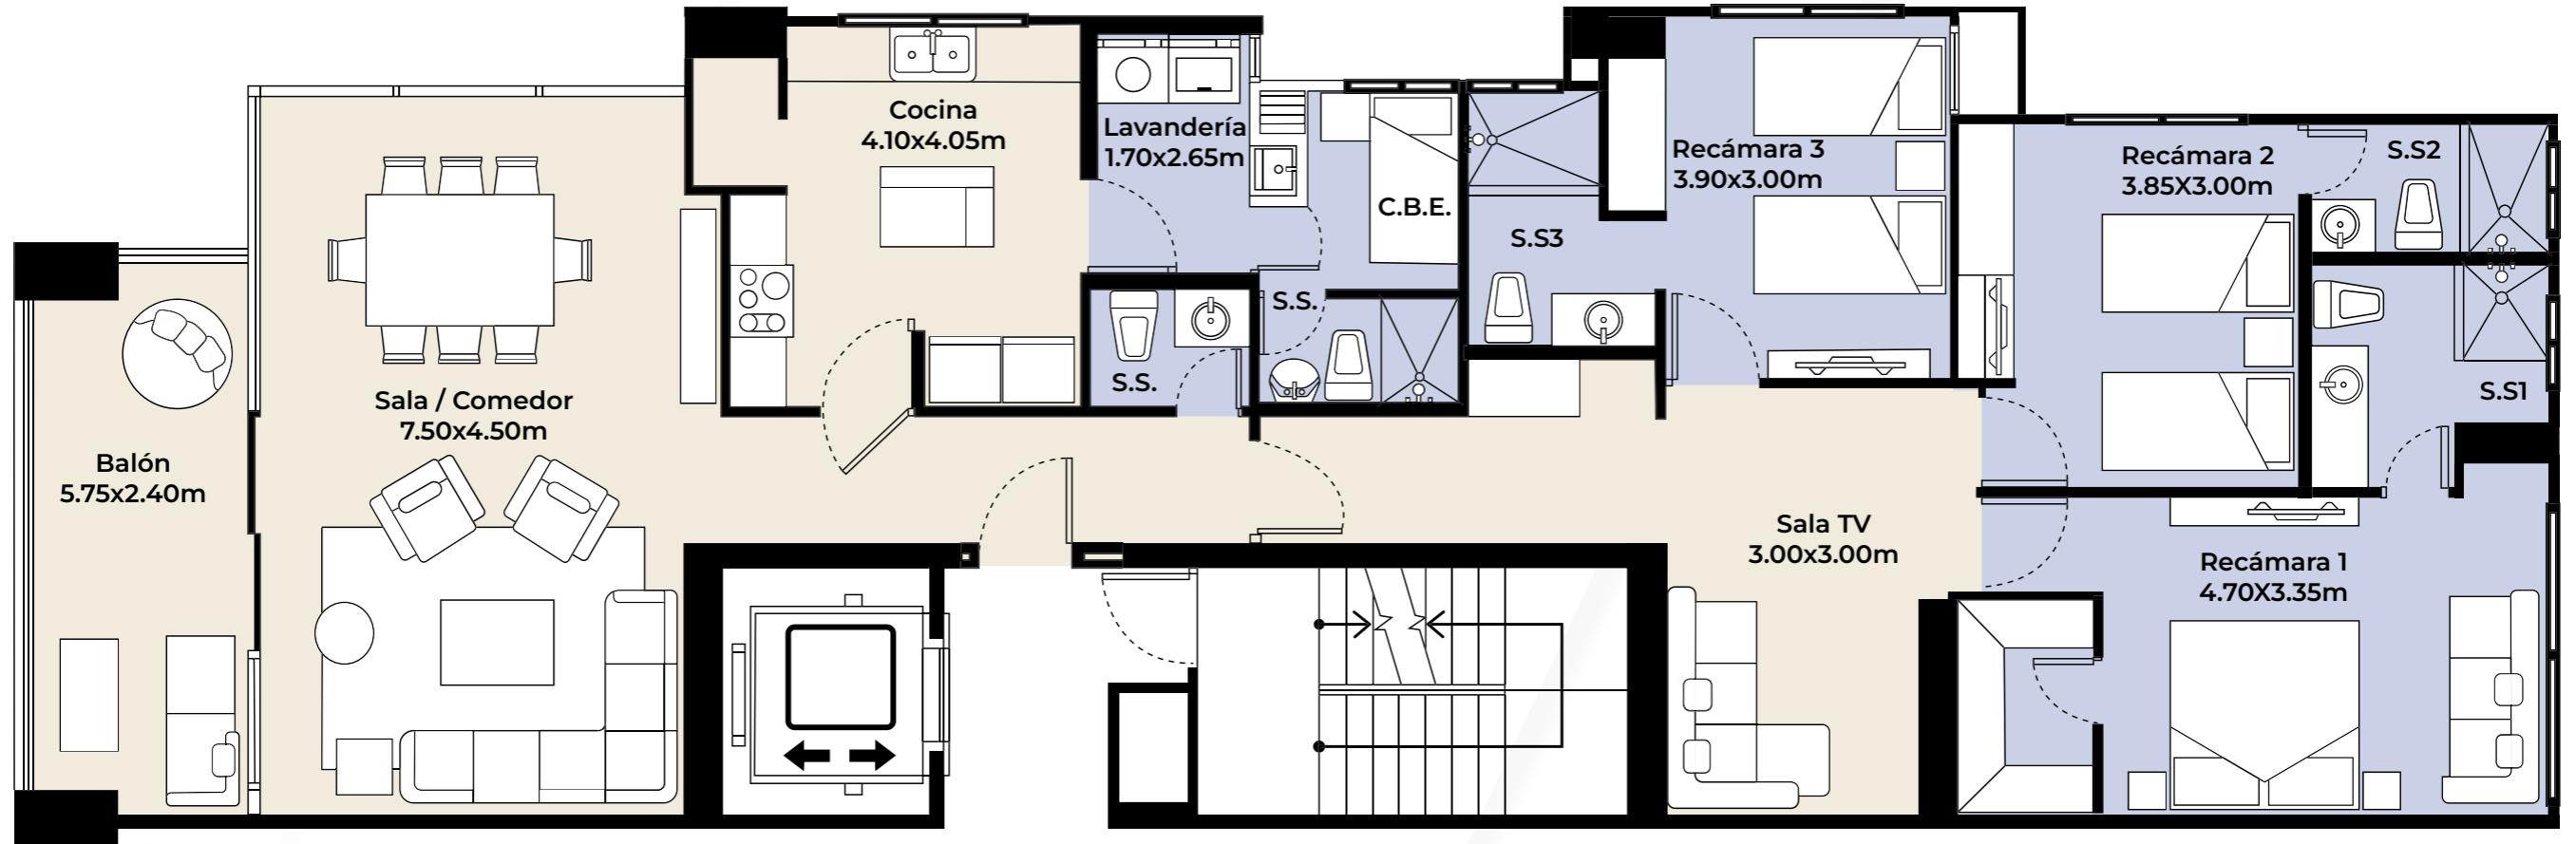 Cocina
4.10x4.05m
Lavandería
1.70x2.65m
C.B.E.
Recámara 3
3.90x3.00m
Recámara 2
3.85X3.00m
S.S2
S.S3
S.S.
S.S.
S.S1
Sala / Comedor
7.50x4.50m
Balón
5.75x2.40m
Sala TV
3.00x3.00m
Recámara 1
4.70X3.35m